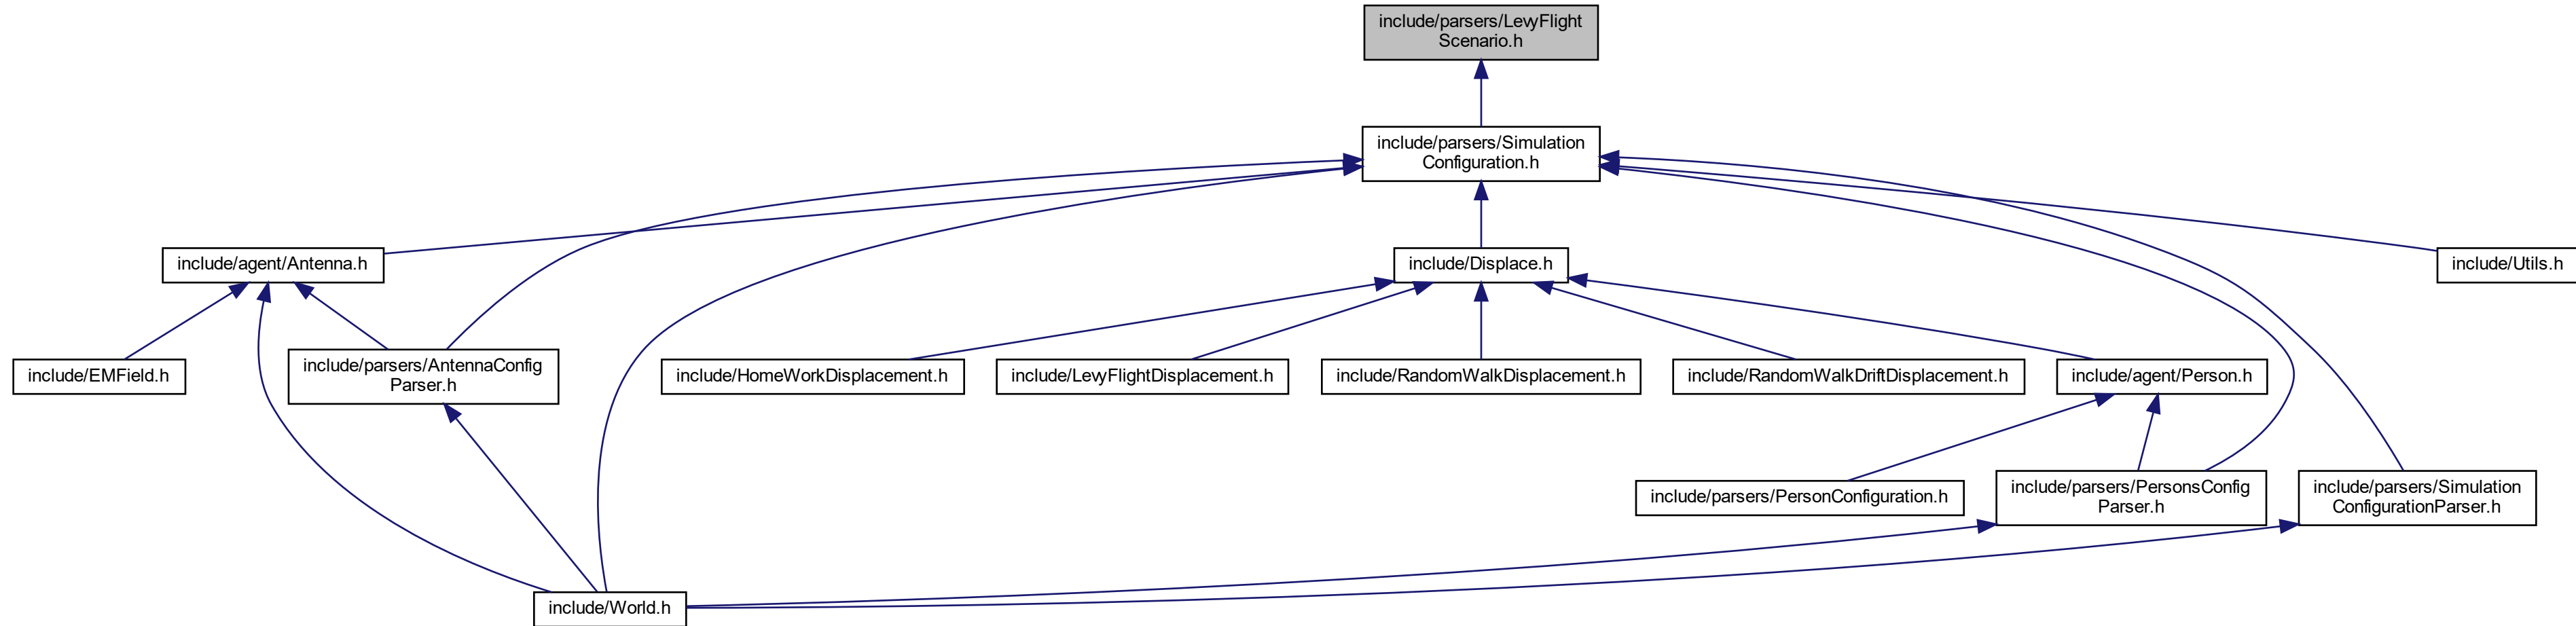 include/parsers/LevyFlight
Scenario.h
include/parsers/Simulation
Configuration.h
include/agent/Antenna.h
include/Displace.h
include/Utils.h
include/EMField.h
include/parsers/AntennaConfig
Parser.h
include/HomeWorkDisplacement.h
include/LevyFlightDisplacement.h
include/RandomWalkDisplacement.h
include/RandomWalkDriftDisplacement.h
include/agent/Person.h
include/parsers/PersonConfiguration.h
include/parsers/PersonsConfig
Parser.h
include/parsers/Simulation
ConfigurationParser.h
include/World.h